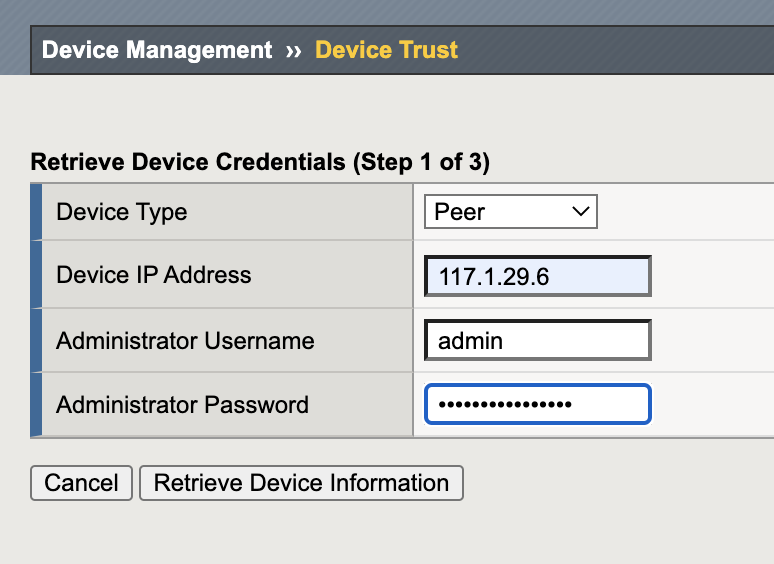 Device Management ›› Device Trust
Retrieve Device Credentials (Step 1 of 3)
Device Type Peer
Device IP Address 117.1.29.6
Administrator Username admin
Administrator Password ••••••••••••••••
Cancel Retrieve Device Information